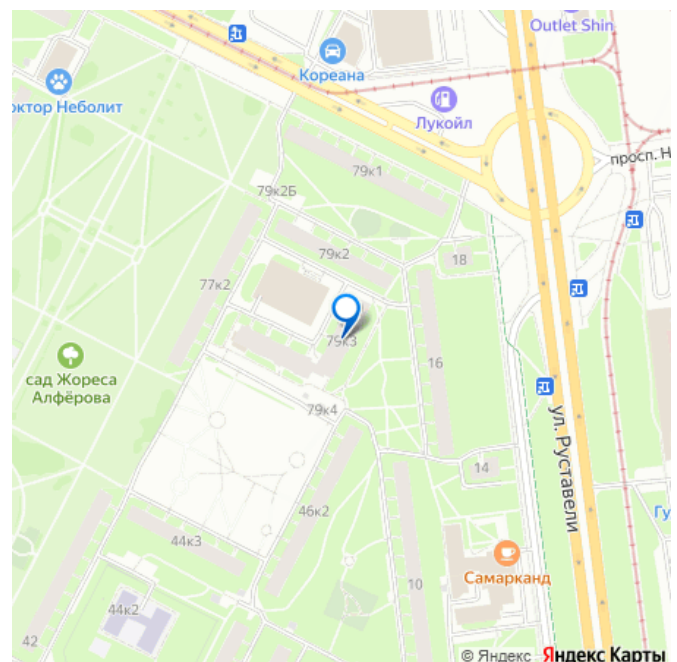 Outlet Shin
Кореана
октор Неболит
Лукойл
просп. Н
79к1
79к2Б
79к2
18
77к2
79к3
16
сад Жореса
Алфёрова
79к4
ул. Руставели
14
46к2
Гу
44к3
10
Самарканд
44к2
42
© Яндекс Яндекс Карты